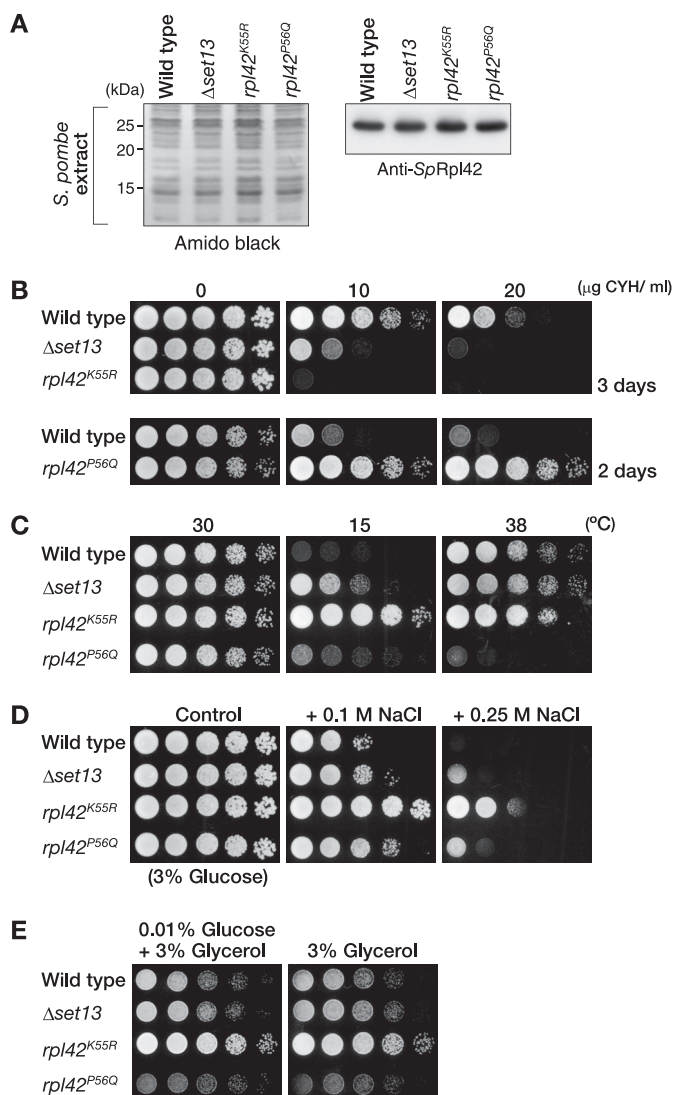 A
Wild type
Δset13
rpl42K55R
rpl42P56Q
(kDa)
25
20
15
S. pombe
extract
Amido black
Wild type
Δset13
rpl42K55R
rpl42P56Q
Anti-SpRpl42
B
0
10
20
(μg CYH/ ml)
Wild type
Δset13
rpl42K55R
3 days
Wild type
rpl42P56Q
2 days
C
30
15
38
(ºC)
Wild type
Δset13
rpl42K55R
rpl42P56Q
D
Control
+ 0.1 M NaCl
+ 0.25 M NaCl
Wild type
Δset13
rpl42K55R
rpl42P56Q
(3% Glucose)
E
0.01% Glucose
+ 3% Glycerol
3% Glycerol
Wild type
Δset13
rpl42K55R
rpl42P56Q